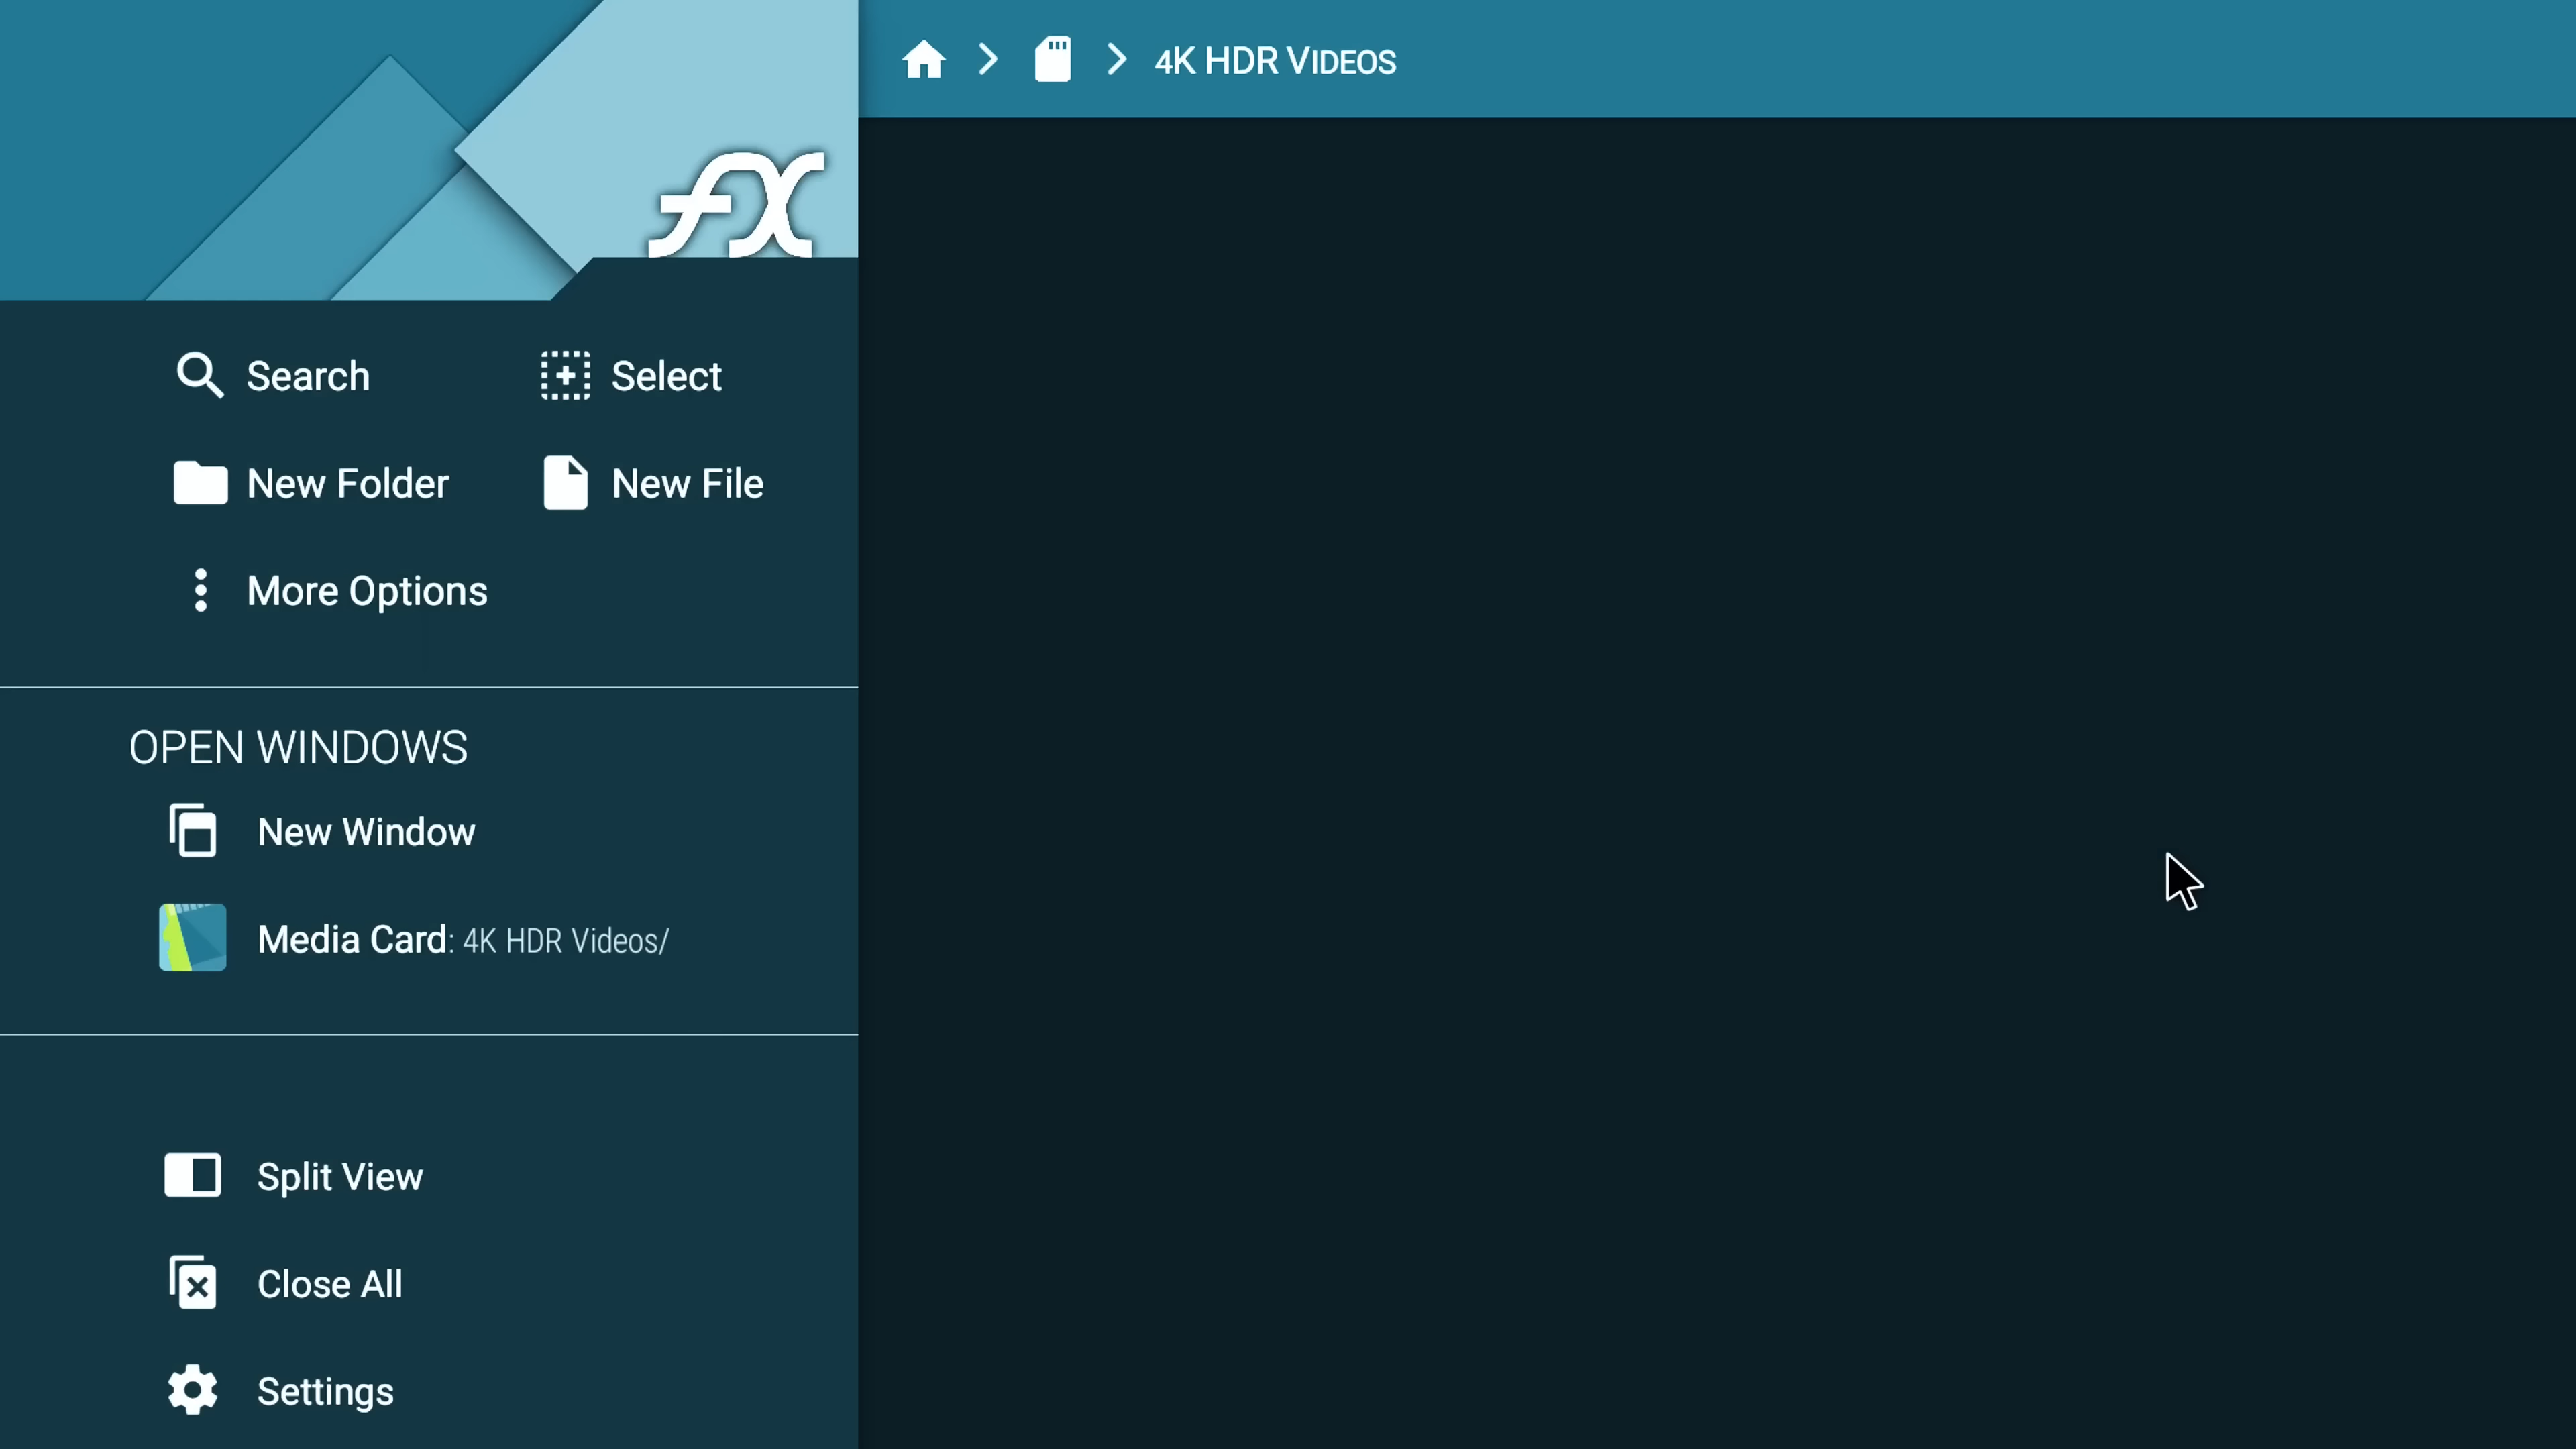 4K HDR VIDEOS
fX
Search
Select
New Folder
New File
More Options
OPEN WINDOWS
New Window
Media Card: 4K HDR Videos/
Split View
Close All
Settings